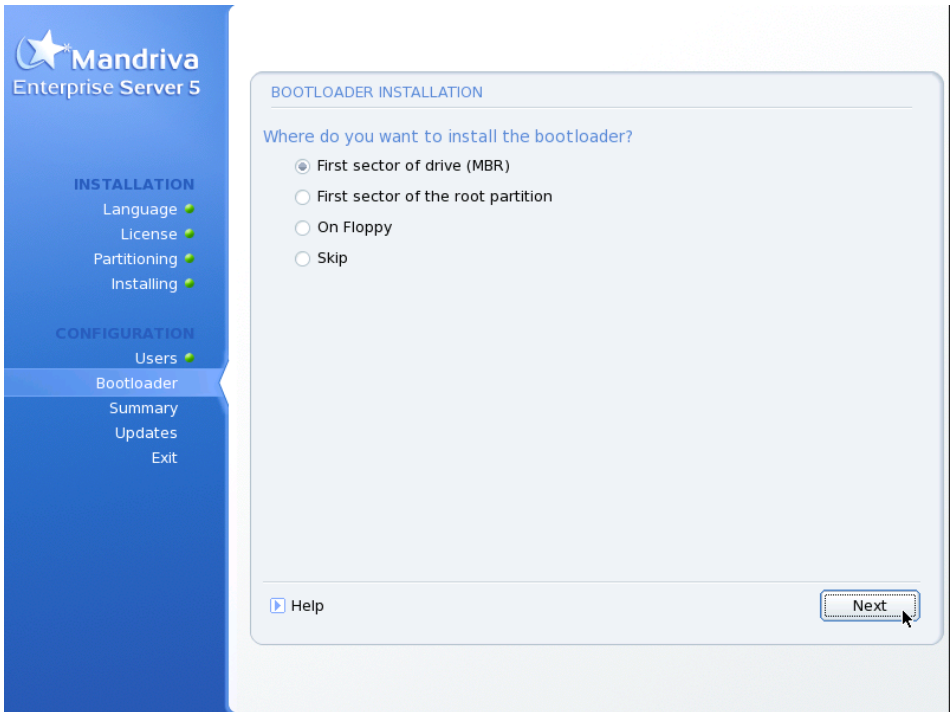 Mandriva
Enterprise Server 5
INSTALLATION
Language
License
Partitioning
Installing
CONFIGURATION
Users
Bootloader
Summary
Updates
Exit
BOOTLOADER INSTALLATION
Where do you want to install the bootloader?
First sector of drive (MBR)
First sector of the root partition
On Floppy
Skip
Help
Next